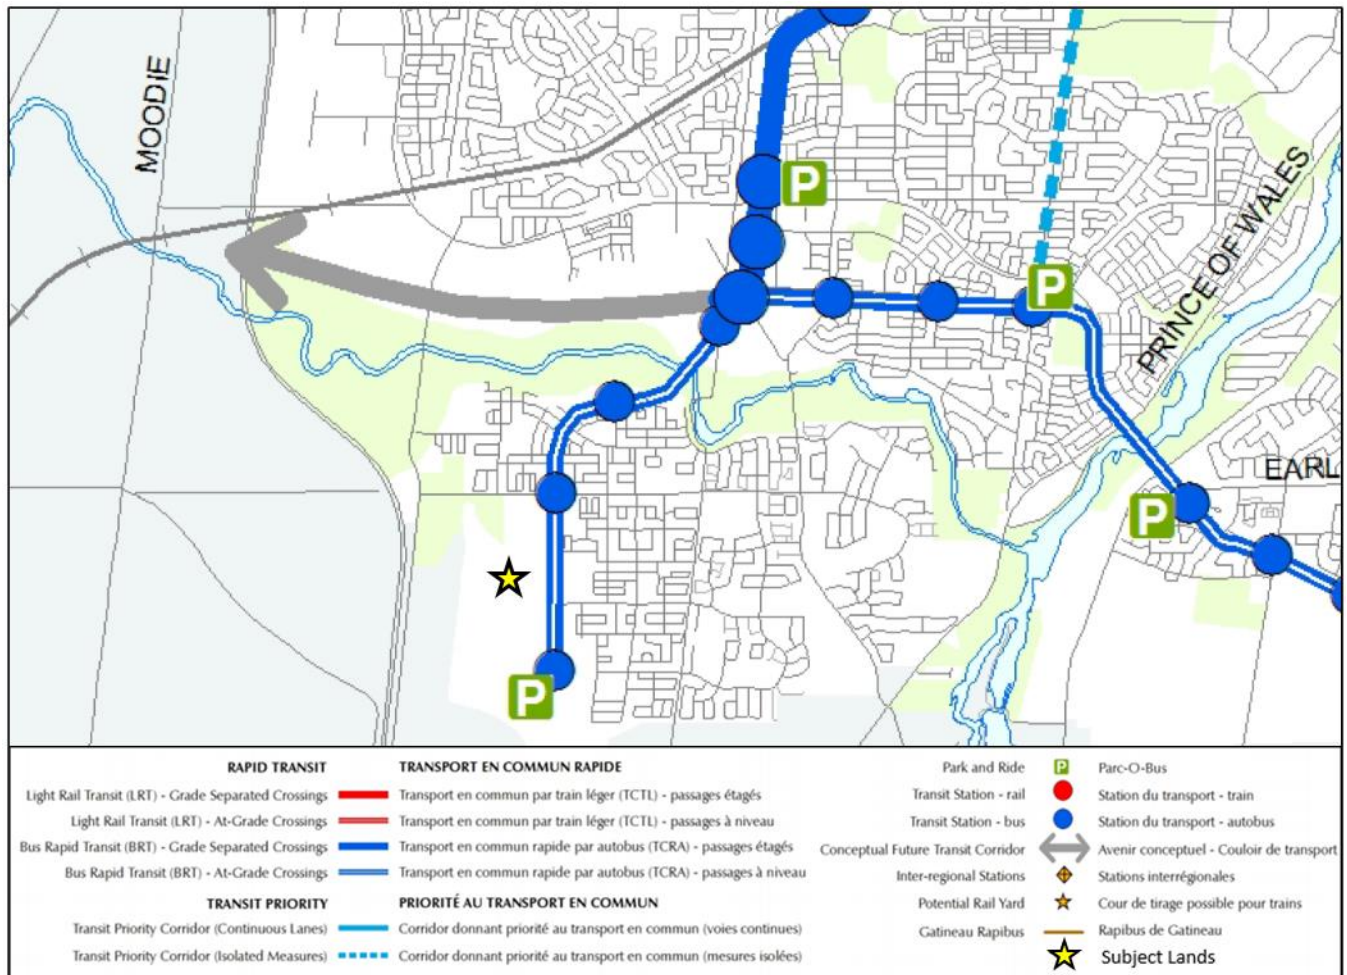 MOODIE
P
PRINCE OF WALES
P
EARL
P
P
RAPID TRANSIT TRANSPORT EN COMMUN RAPIDE
Light Rail Transit (LRT) - Grade Separated Crossings Transport en commun par train léger (TCTL) - passages étagés
Light Rail Transit (LRT) - At-Grade Crossings Transport en commun par train léger (TCTL) - passages à niveau
Bus Rapid Transit (BRT) - Grade Separated Crossings Transport en commun rapide par autobus (TCRA) - passages étagés
Bus Rapid Transit (BRT) - At-Grade Crossings Transport en commun rapide par autobus (TCRA) - passages à niveau
TRANSIT PRIORITY PRIORITÉ AU TRANSPORT EN COMMUN
Transit Priority Corridor (Continuous Lanes) Corridor donnant priorité au transport en commun (voies continues)
Transit Priority Corridor (Isolated Measures) Corridor donnant priorité au transport en commun (mesures isolées)
Park and Ride P Parc-O-Bus
Transit Station - rail Station du transport - train
Transit Station - bus Station du transport - autobus
Conceptual Future Transit Corridor Avenir conceptuel - Couloir de transport
Inter-regional Stations Stations interrégionales
Potential Rail Yard Cour de tirage possible pour trains
Gatineau Rapibus Rapibus de Gatineau
Subject Lands